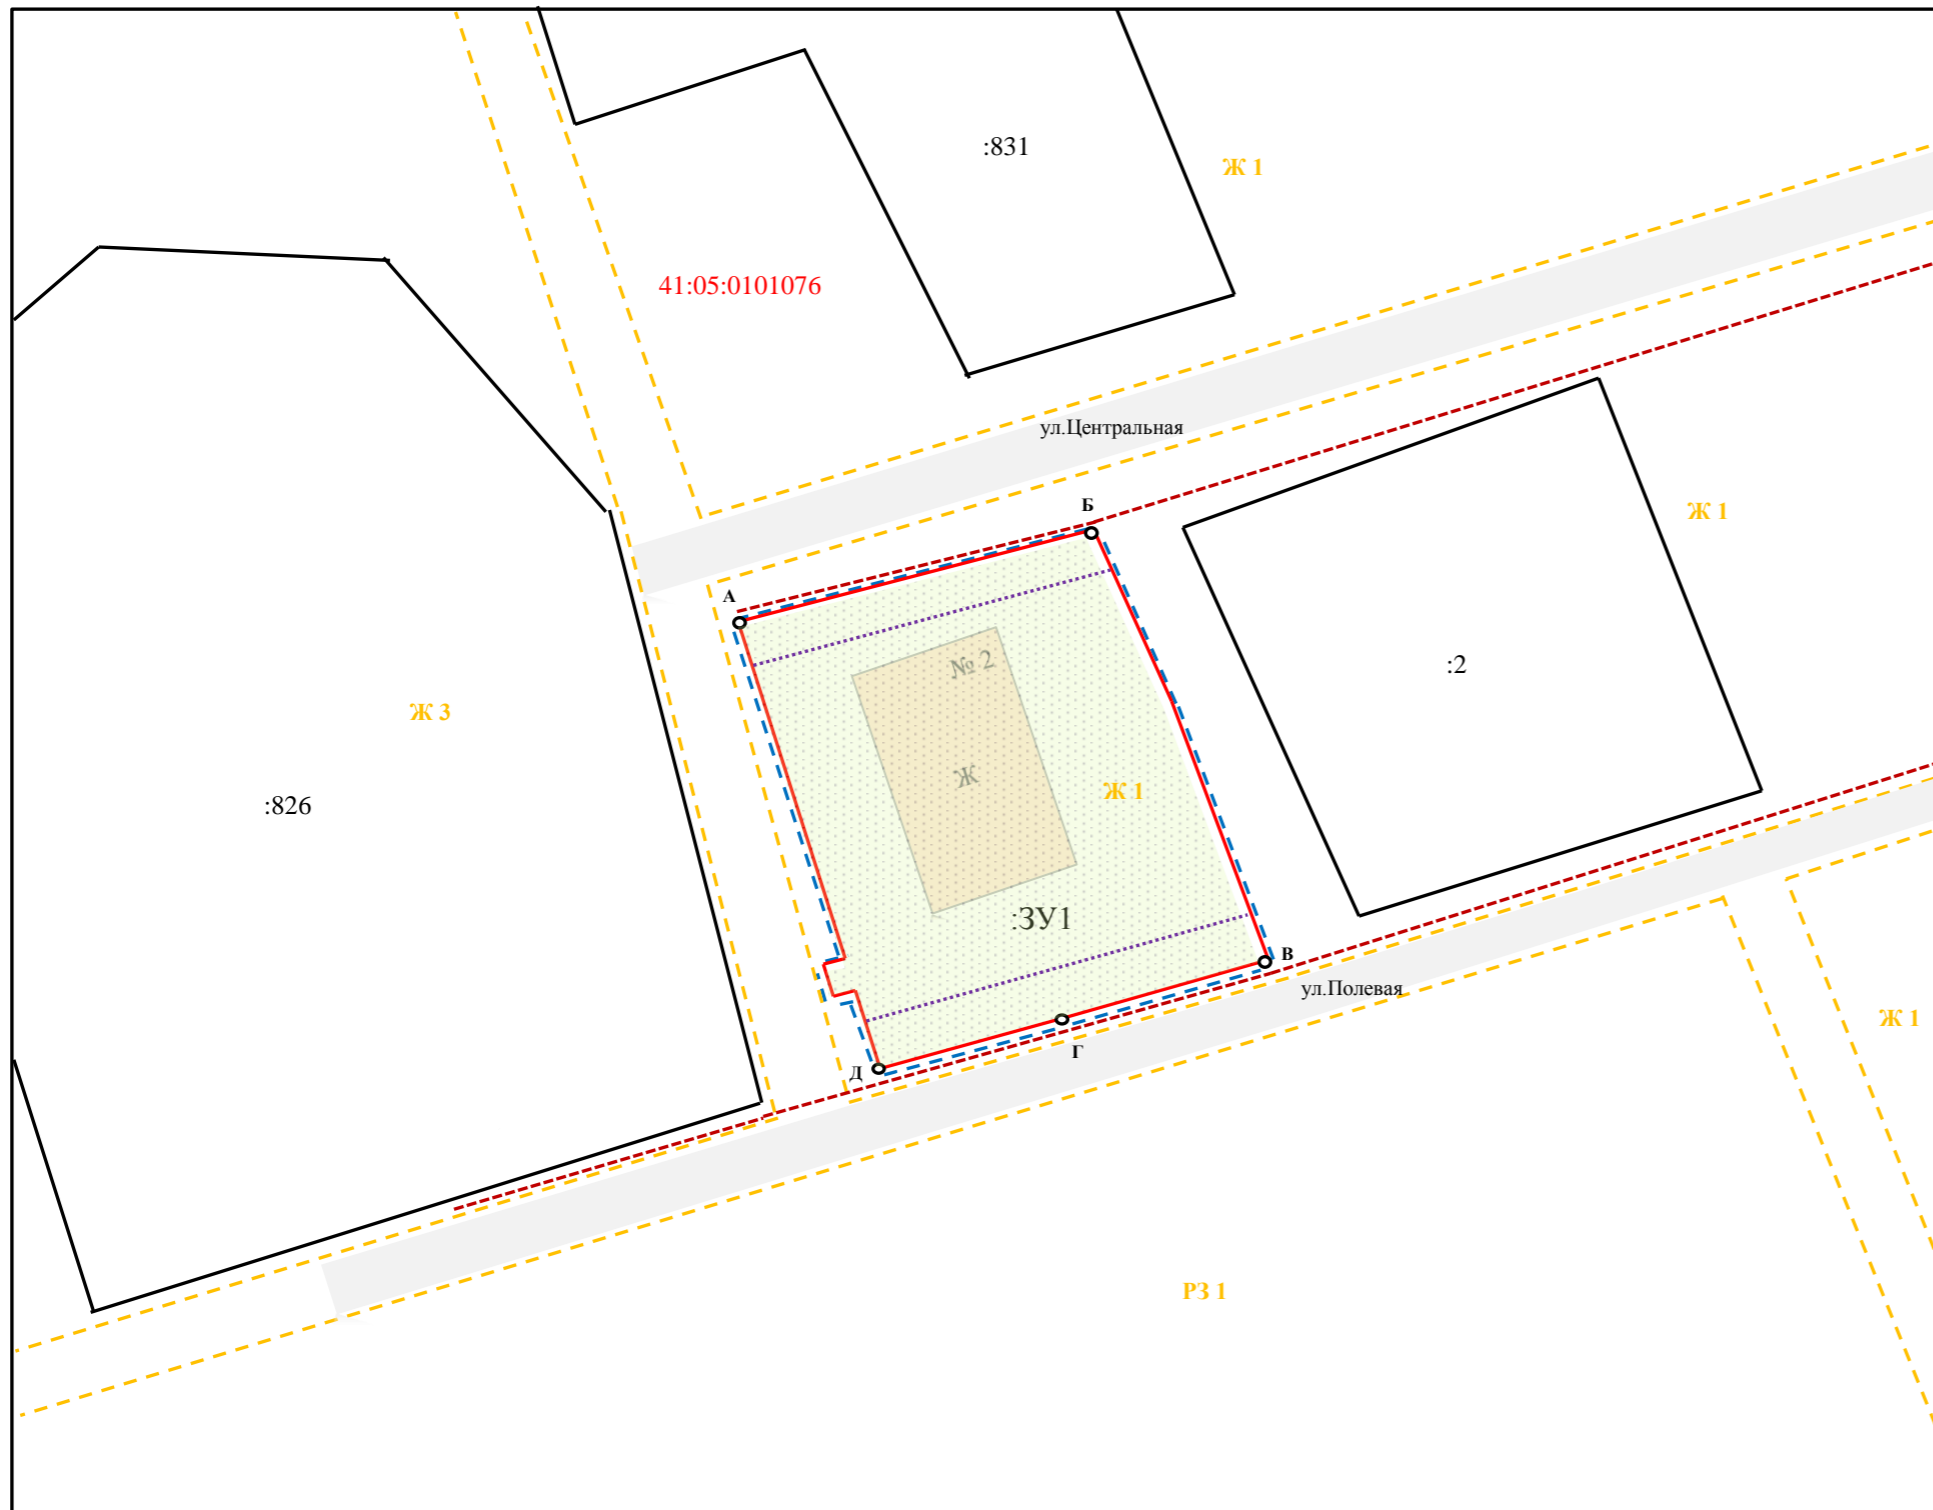 :831
Ж 1
41:05:0101076
ул.Центральная
Б
Ж 1
А
№ 2
:2
Ж 3
Ж
Ж 1
:826
:ЗУ1
В
ул.Полевая
Ж 1
Г
Д
РЗ 1